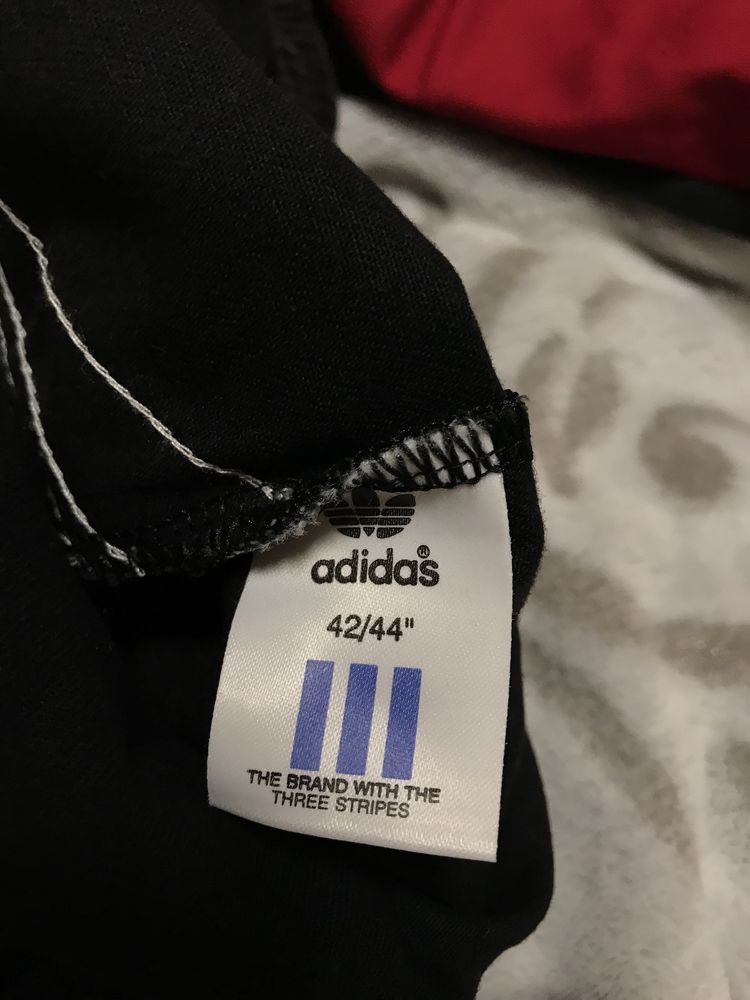 adidas®
42/44"
THE BRAND WITH THE
THREE STRIPES